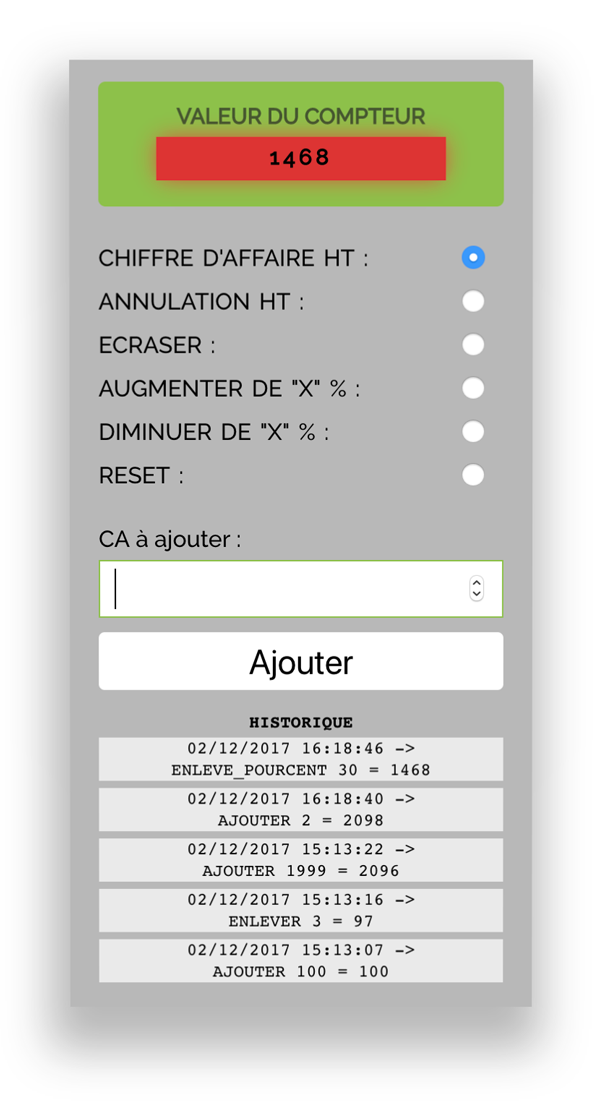 VALEUR DU COMPTEUR
1468
CHIFFRE D'AFFAIRE HT :
ANNULATION HT :
ECRASER :
AUGMENTER DE "X" % :
DIMINUER DE "X" % :
RESET :
CA à ajouter :
Ajouter
HISTORIQUE
02/12/2017 16:18:46 ->
ENLEVE_POURCENT 30 = 1468
02/12/2017 16:18:40 ->
AJOUTER 2 = 2098
02/12/2017 15:13:22 ->
AJOUTER 1999 = 2096
02/12/2017 15:13:16 ->
ENLEVER 3 = 97
02/12/2017 15:13:07 ->
AJOUTER 100 = 100